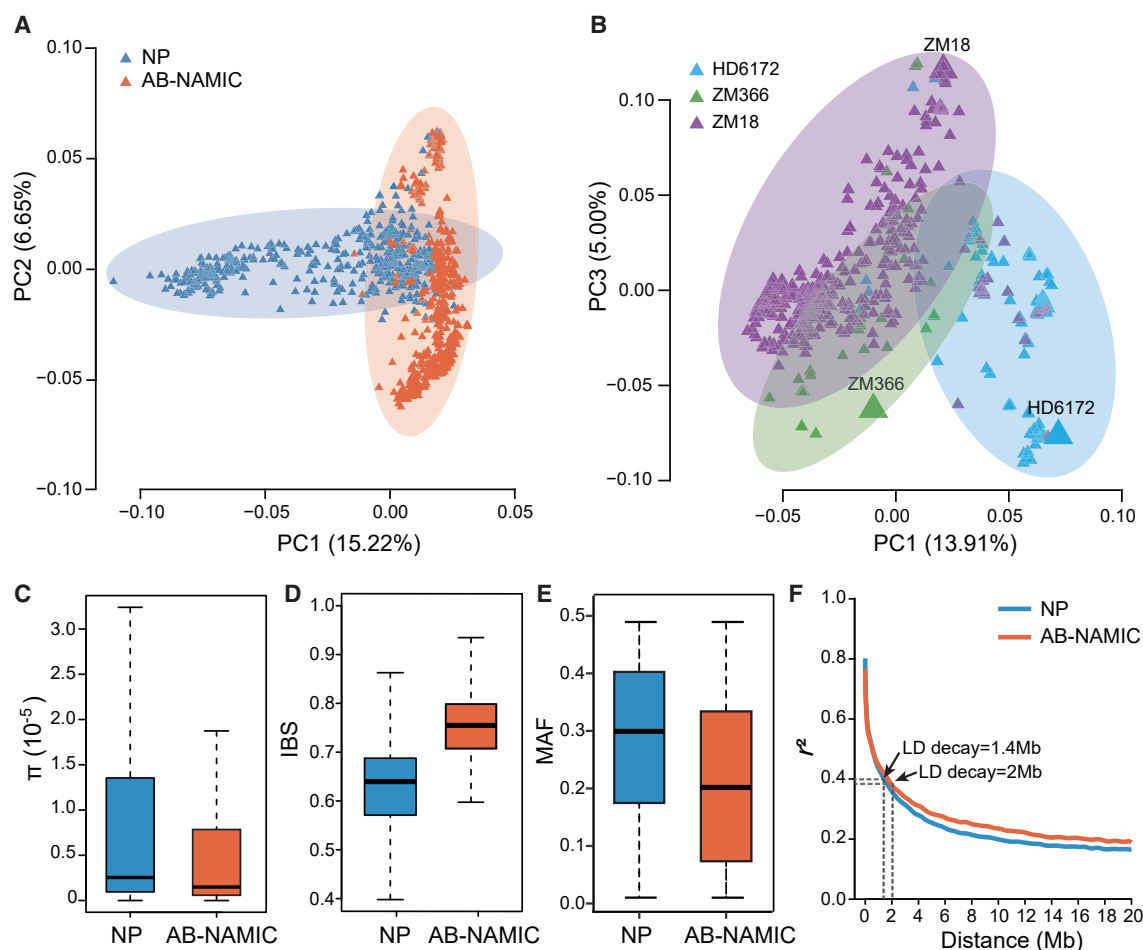 A
0.10
0.05
0.00
−0.05
−0.10
PC2 (6.65%)
NP
AB-NAMIC
−0.10
−0.05
0.00
0.05
PC1 (15.22%)
B
HD6172
ZM366
ZM18
0.10
0.05
0.00
−0.05
−0.10
PC3 (5.00%)
ZM18
ZM366
HD6172
−0.05
0.00
0.05
0.10
PC1 (13.91%)
C
3.0
2.5
2.0
1.5
1.0
0.5
0
π (10⁻⁵)
NP
AB-NAMIC
D
1.0
0.9
0.8
0.7
0.6
0.5
0.4
IBS
NP
AB-NAMIC
E
0.5
0.4
0.3
0.2
0.1
0.0
MAF
NP
AB-NAMIC
F
1.0
0.8
0.6
0.4
0.2
0
r²
NP
AB-NAMIC
LD decay=1.4Mb
LD decay=2Mb
0 2 4 6 8 10 12 14 16 18 20
Distance (Mb)